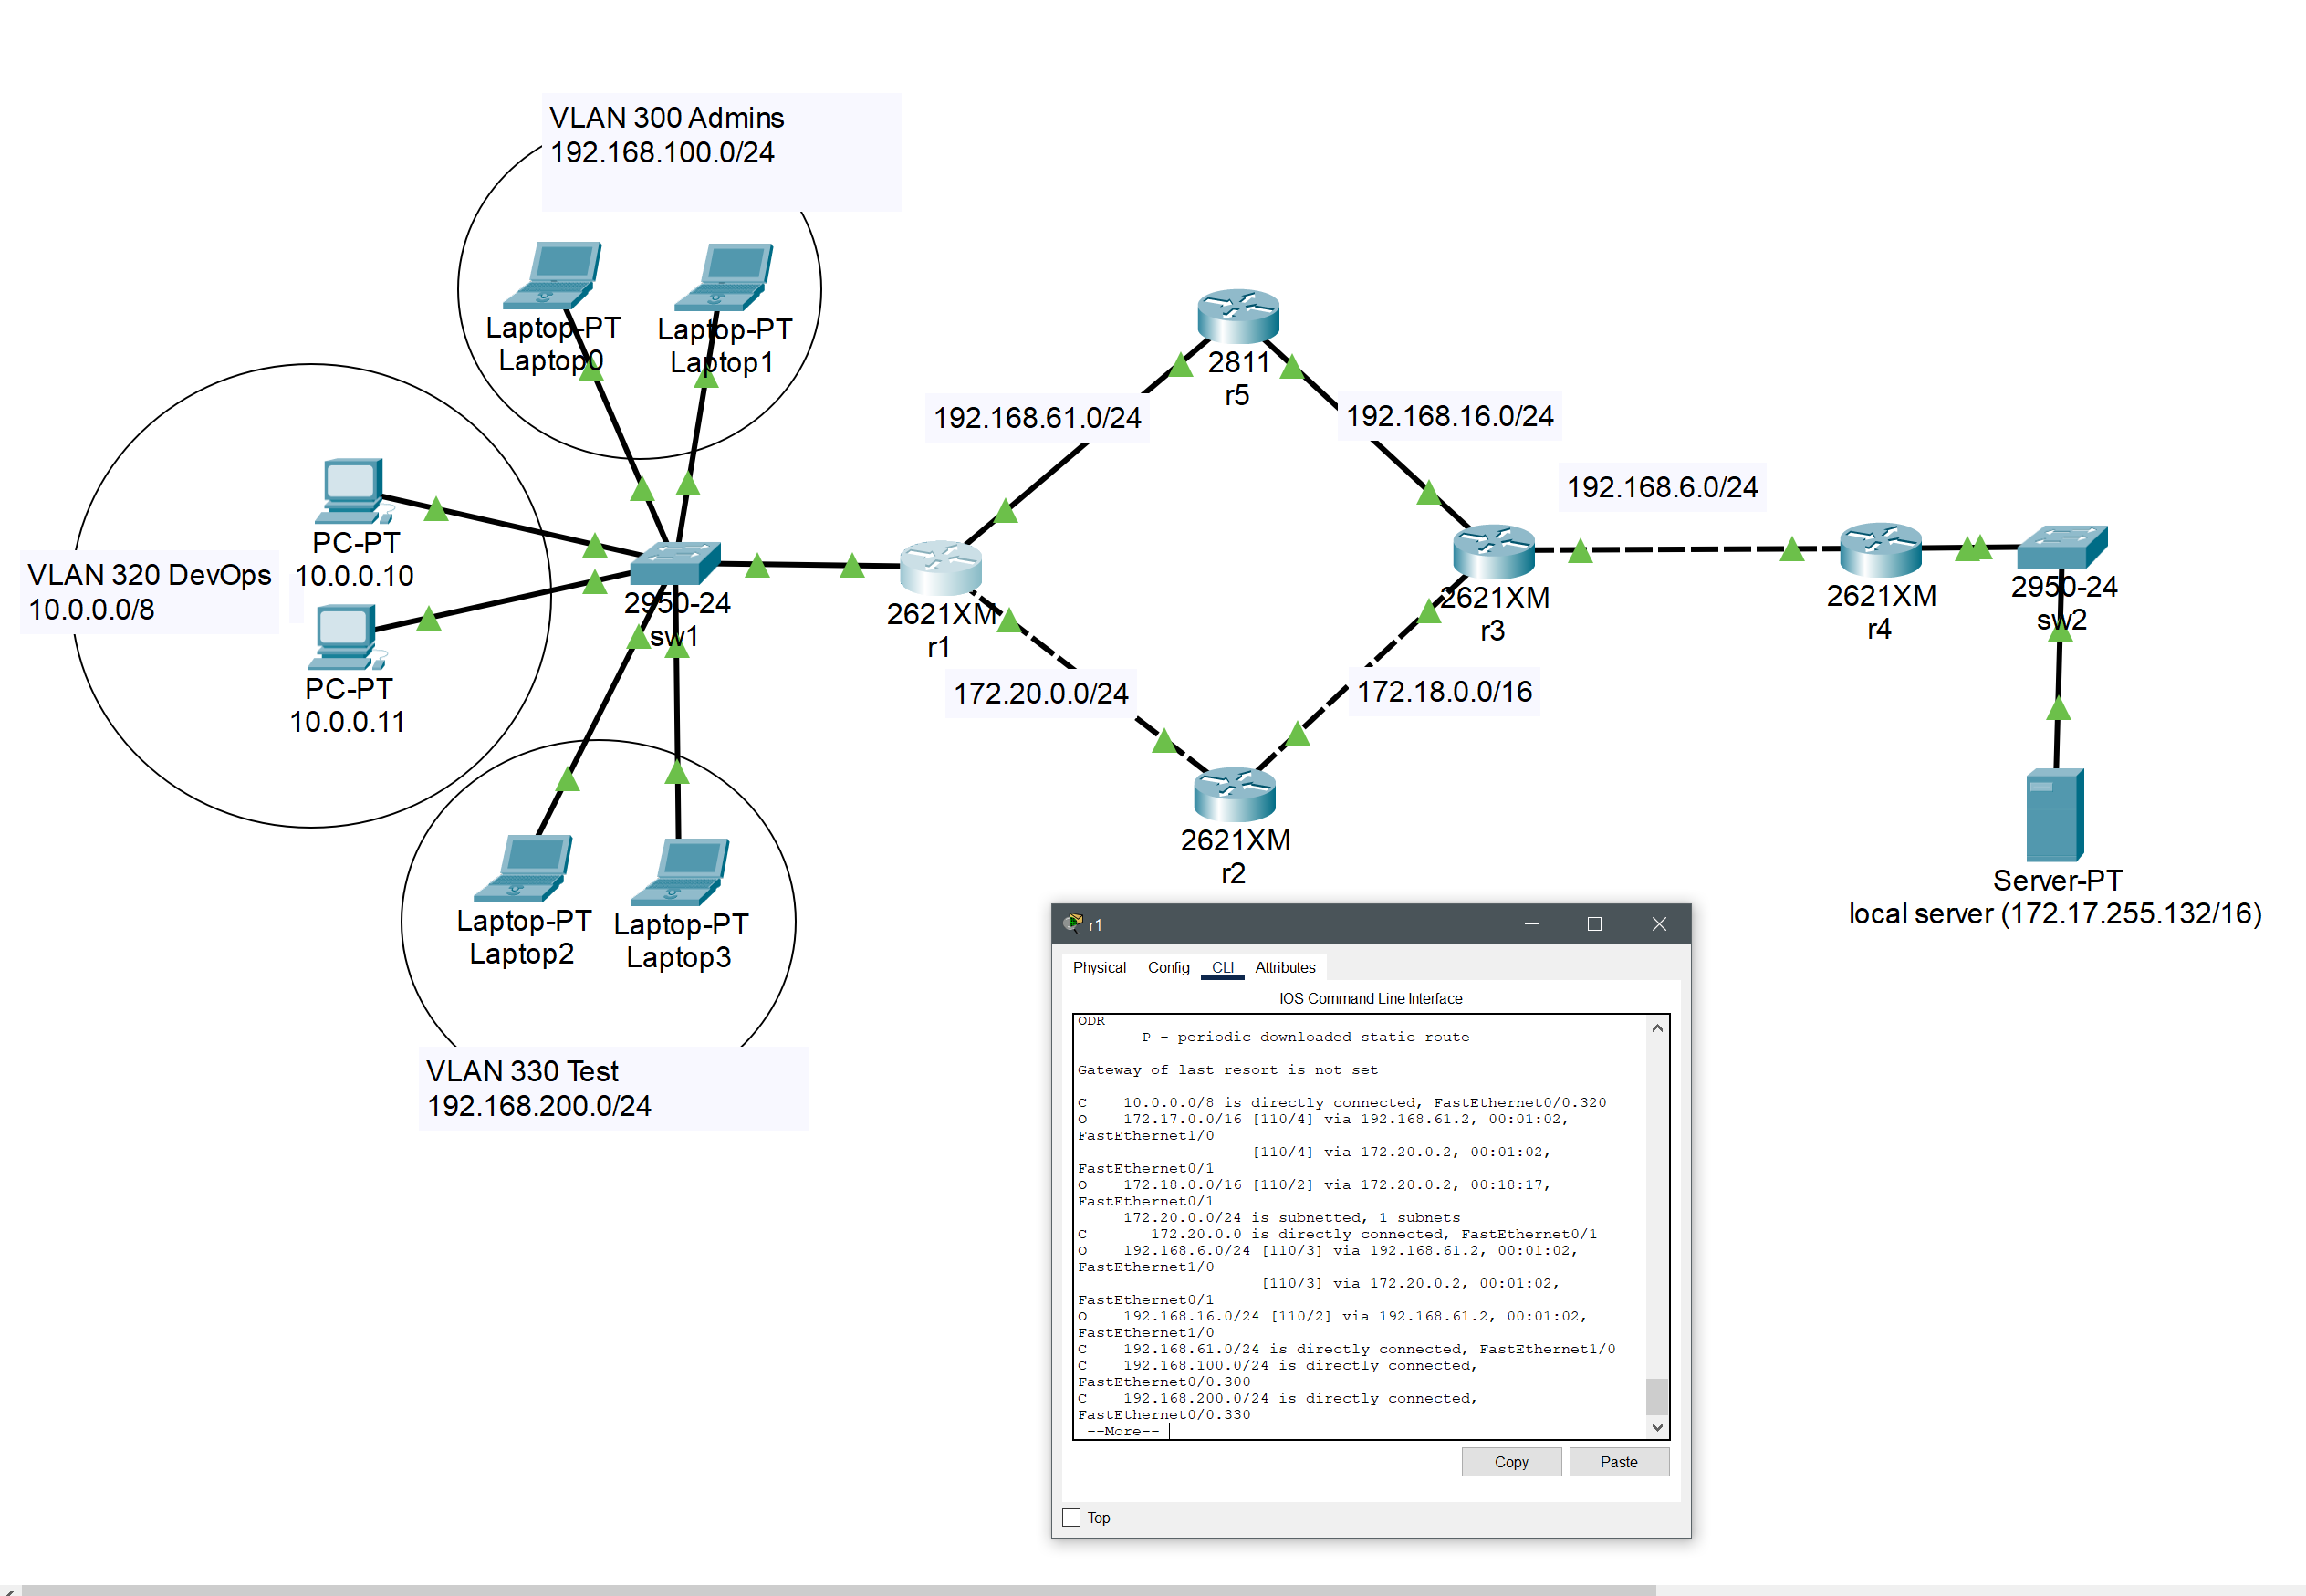 VLAN 300 Admins
192.168.100.0/24
Laptop-PT
Laptop0
Laptop-PT
Laptop1
VLAN 320 DevOps
10.0.0.0/8
PC-PT
10.0.0.10
PC-PT
10.0.0.11
2950-24
sw1
Laptop-PT
Laptop2
Laptop-PT
Laptop3
VLAN 330 Test
192.168.200.0/24
2621XM
r1
192.168.61.0/24
2811
r5
192.168.16.0/24
172.20.0.0/24
172.18.0.0/16
2621XM
r2
2621XM
r3
192.168.6.0/24
2621XM
r4
2950-24
sw2
Server-PT
local server (172.17.255.132/16)
r1
Physical Config CLI Attributes
IOS Command Line Interface
ODR
P - periodic downloaded static route
Gateway of last resort is not set
C 10.0.0.0/8 is directly connected, FastEthernet0/0.320
O 172.17.0.0/16 [110/4] via 192.168.61.2, 00:01:02,
FastEthernet1/0
[110/4] via 172.20.0.2, 00:01:02,
FastEthernet0/1
O 172.18.0.0/16 [110/2] via 172.20.0.2, 00:18:17,
FastEthernet0/1
172.20.0.0/24 is subnetted, 1 subnets
C 172.20.0.0 is directly connected, FastEthernet0/1
O 192.168.6.0/24 [110/3] via 192.168.61.2, 00:01:02,
FastEthernet1/0
[110/3] via 172.20.0.2, 00:01:02,
FastEthernet0/1
O 192.168.16.0/24 [110/2] via 192.168.61.2, 00:01:02,
FastEthernet1/0
C 192.168.61.0/24 is directly connected, FastEthernet1/0
C 192.168.100.0/24 is directly connected,
FastEthernet0/0.300
C 192.168.200.0/24 is directly connected,
FastEthernet0/0.330
--More--
Copy Paste
Top